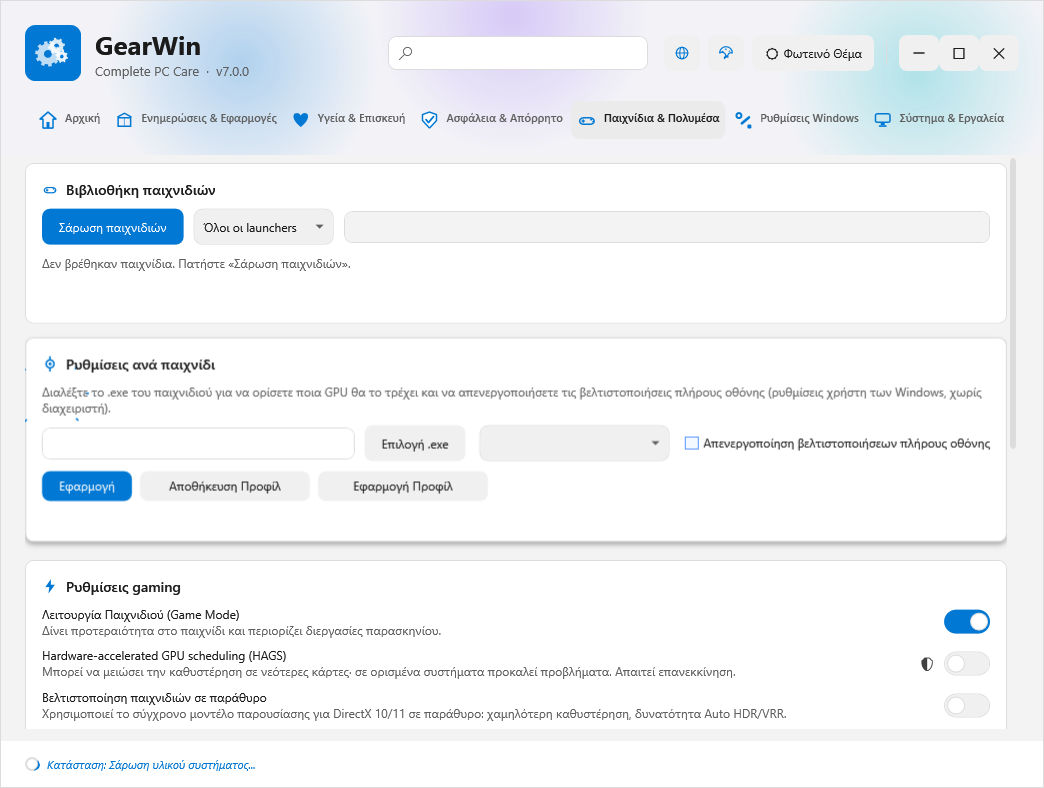 GearWin
Complete PC Care · v7.0.0
Φωτεινό Θέμα
Αρχική
Ενημερώσεις & Εφαρμογές
Υγεία & Επισκευή
Ασφάλεια & Απόρρητο
Παιχνίδια & Πολυμέσα
Ρυθμίσεις Windows
Σύστημα & Εργαλεία
Βιβλιοθήκη παιχνιδιών
Σάρωση παιχνιδιών
Όλοι οι launchers
Δεν βρέθηκαν παιχνίδια. Πατήστε «Σάρωση παιχνιδιών».
Ρυθμίσεις ανά παιχνίδι
Διαλέξτε το .exe του παιχνιδιού για να ορίσετε ποια GPU θα το τρέχει και να απενεργοποιήσετε τις βελτιστοποιήσεις πλήρους οθόνης (ρυθμίσεις χρήστη των Windows, χωρίς
διαχειριστή).
Επιλογή .exe
Απενεργοποίηση βελτιστοποιήσεων πλήρους οθόνης
Εφαρμογή
Αποθήκευση Προφίλ
Εφαρμογή Προφίλ
Ρυθμίσεις gaming
Λειτουργία Παιχνιδιού (Game Mode)
Δίνει προτεραιότητα στο παιχνίδι και περιορίζει διεργασίες παρασκηνίου.
Hardware-accelerated GPU scheduling (HAGS)
Μπορεί να μειώσει την καθυστέρηση σε νεότερες κάρτες· σε ορισμένα συστήματα προκαλεί προβλήματα. Απαιτεί επανεκκίνηση.
Βελτιστοποίηση παιχνιδιών σε παράθυρο
Χρησιμοποιεί το σύγχρονο μοντέλο παρουσίασης για DirectX 10/11 σε παράθυρο: χαμηλότερη καθυστέρηση, δυνατότητα Auto HDR/VRR.
Κατάσταση: Σάρωση υλικού συστήματος...